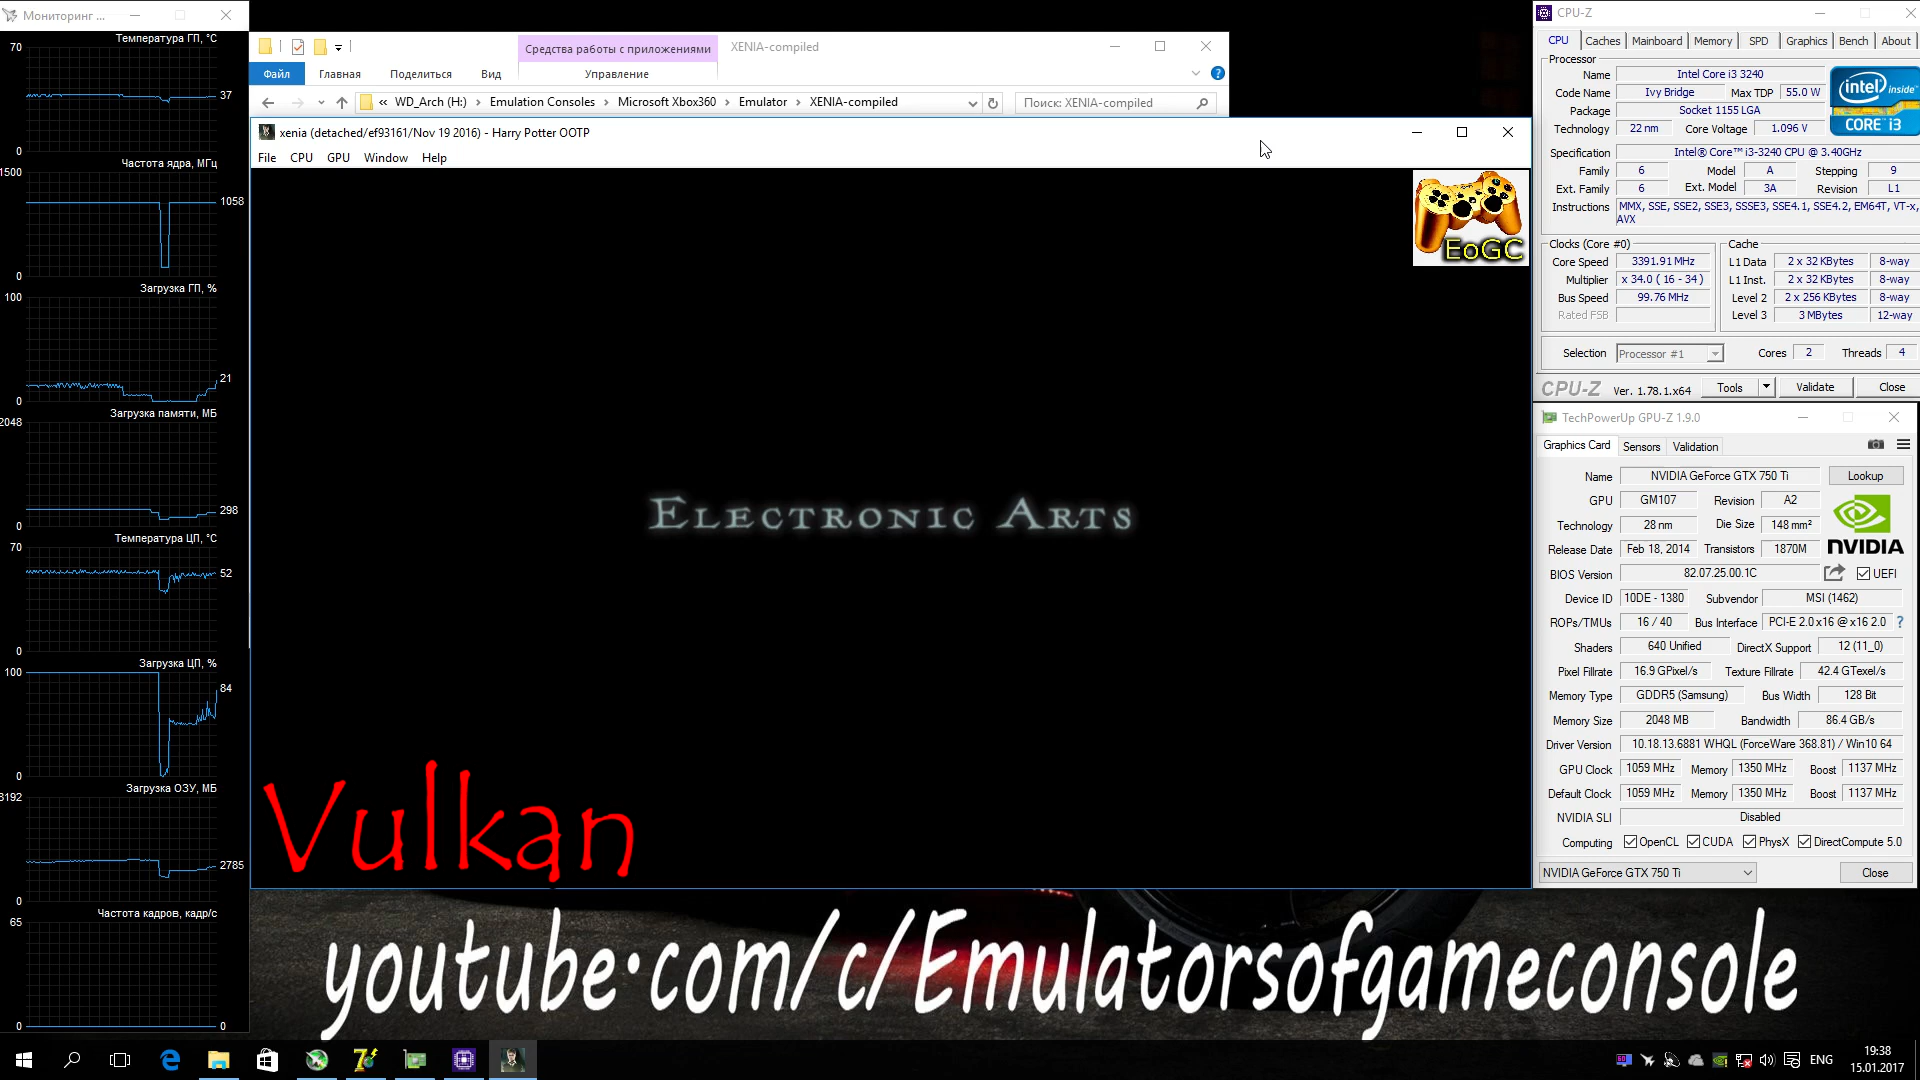 Мониторинг ...
Температура ГП, °C
70
37
0
Частота ядра, МГц
1500
1058
0
Загрузка ГП, %
100
21
0
Загрузка памяти, МБ
2048
298
0
Температура ЦП, °C
70
52
0
Загрузка ЦП, %
100
84
0
Загрузка ОЗУ, МБ
8192
2785
0
Частота кадров, кадр/с
65
0
0
Средства работы с приложениями
XENIA-compiled
Файл
Главная
Поделиться
Вид
Управление
« WD_Arch (H:) > Emulation Consoles > Microsoft Xbox360 > Emulator > XENIA-compiled
Поиск: XENIA-compiled
xenia (detached/ef93161/Nov 19 2016) - Harry Potter OOTP
File CPU GPU Window Help
EoGC
Electronic Arts
Vulkan
youtube.com/c/Emulatorsofgameconsole
CPU-Z
CPU Caches Mainboard Memory SPD Graphics Bench About
Processor
Name Intel Core i3 3240
Code Name Ivy Bridge Max TDP 55.0 W
Package Socket 1155 LGA
Technology 22 nm Core Voltage 1.096 V
intel inside™
CORE i3
Specification Intel® Core™ i3-3240 CPU @ 3.40GHz
Family 6 Model A Stepping 9
Ext. Family 6 Ext. Model 3A Revision L1
Instructions MMX, SSE, SSE2, SSE3, SSSE3, SSE4.1, SSE4.2, EM64T, VT-x,
AVX
Clocks (Core #0)
Core Speed 3391.91 MHz
Multiplier x 34.0 ( 16 - 34 )
Bus Speed 99.76 MHz
Rated FSB
Cache
L1 Data 2 x 32 KBytes 8-way
L1 Inst. 2 x 32 KBytes 8-way
Level 2 2 x 256 KBytes 8-way
Level 3 3 MBytes 12-way
Selection Processor #1 Cores 2 Threads 4
CPU-Z Ver. 1.78.1.x64 Tools Validate Close
TechPowerUp GPU-Z 1.9.0
Graphics Card Sensors Validation
Name NVIDIA GeForce GTX 750 Ti Lookup
GPU GM107 Revision A2
Technology 28 nm Die Size 148 mm²
Release Date Feb 18, 2014 Transistors 1870M
NVIDIA
BIOS Version 82.07.25.00.1C UEFI
Device ID 10DE - 1380 Subvendor MSI (1462)
ROPs/TMUs 16 / 40 Bus Interface PCI-E 2.0 x16 @ x16 2.0 ?
Shaders 640 Unified DirectX Support 12 (11_0)
Pixel Fillrate 16.9 GPixel/s Texture Fillrate 42.4 GTexel/s
Memory Type GDDR5 (Samsung) Bus Width 128 Bit
Memory Size 2048 MB Bandwidth 86.4 GB/s
Driver Version 10.18.13.6881 WHQL (ForceWare 368.81) / Win10 64
GPU Clock 1059 MHz Memory 1350 MHz Boost 1137 MHz
Default Clock 1059 MHz Memory 1350 MHz Boost 1137 MHz
NVIDIA SLI Disabled
Computing OpenCL CUDA PhysX DirectCompute 5.0
NVIDIA GeForce GTX 750 Ti Close
ENG
19:38
15.01.2017